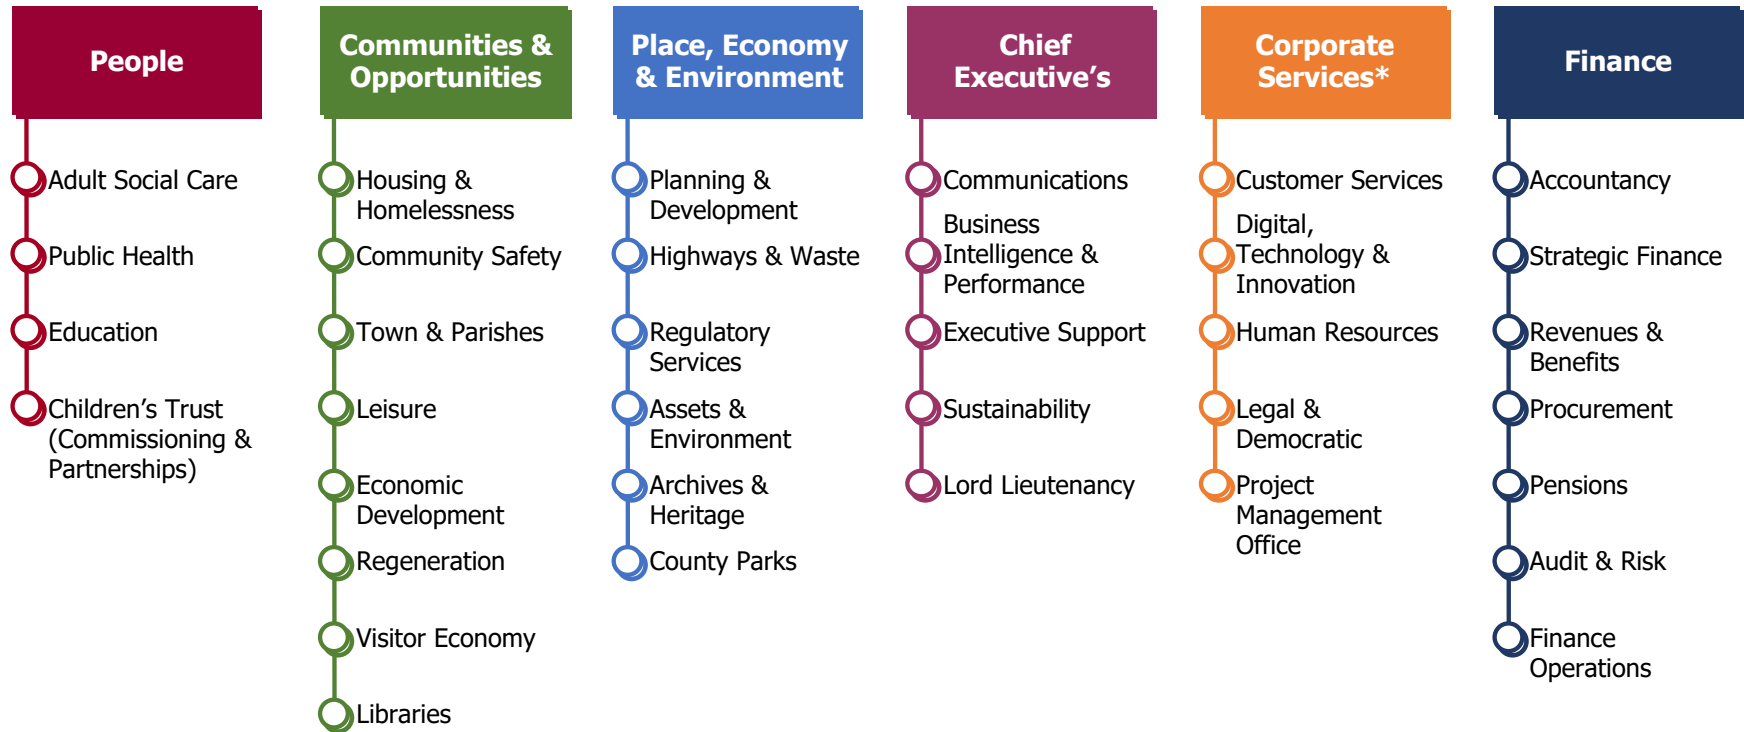 People
Adult Social Care
Public Health
Education
Children’s Trust
(Commissioning &
Partnerships)
Communities &
Opportunities
Housing &
Homelessness
Community Safety
Town & Parishes
Leisure
Economic
Development
Regeneration
Visitor Economy
Libraries
Place, Economy
& Environment
Planning &
Development
Highways & Waste
Regulatory
Services
Assets &
Environment
Archives &
Heritage
County Parks
Chief
Executive’s
Communications
Business
Intelligence &
Performance
Executive Support
Sustainability
Lord Lieutenancy
Corporate
Services*
Customer Services
Digital,
Technology &
Innovation
Human Resources
Legal &
Democratic
Project
Management
Office
Finance
Accountancy
Strategic Finance
Revenues &
Benefits
Procurement
Pensions
Audit & Risk
Finance
Operations